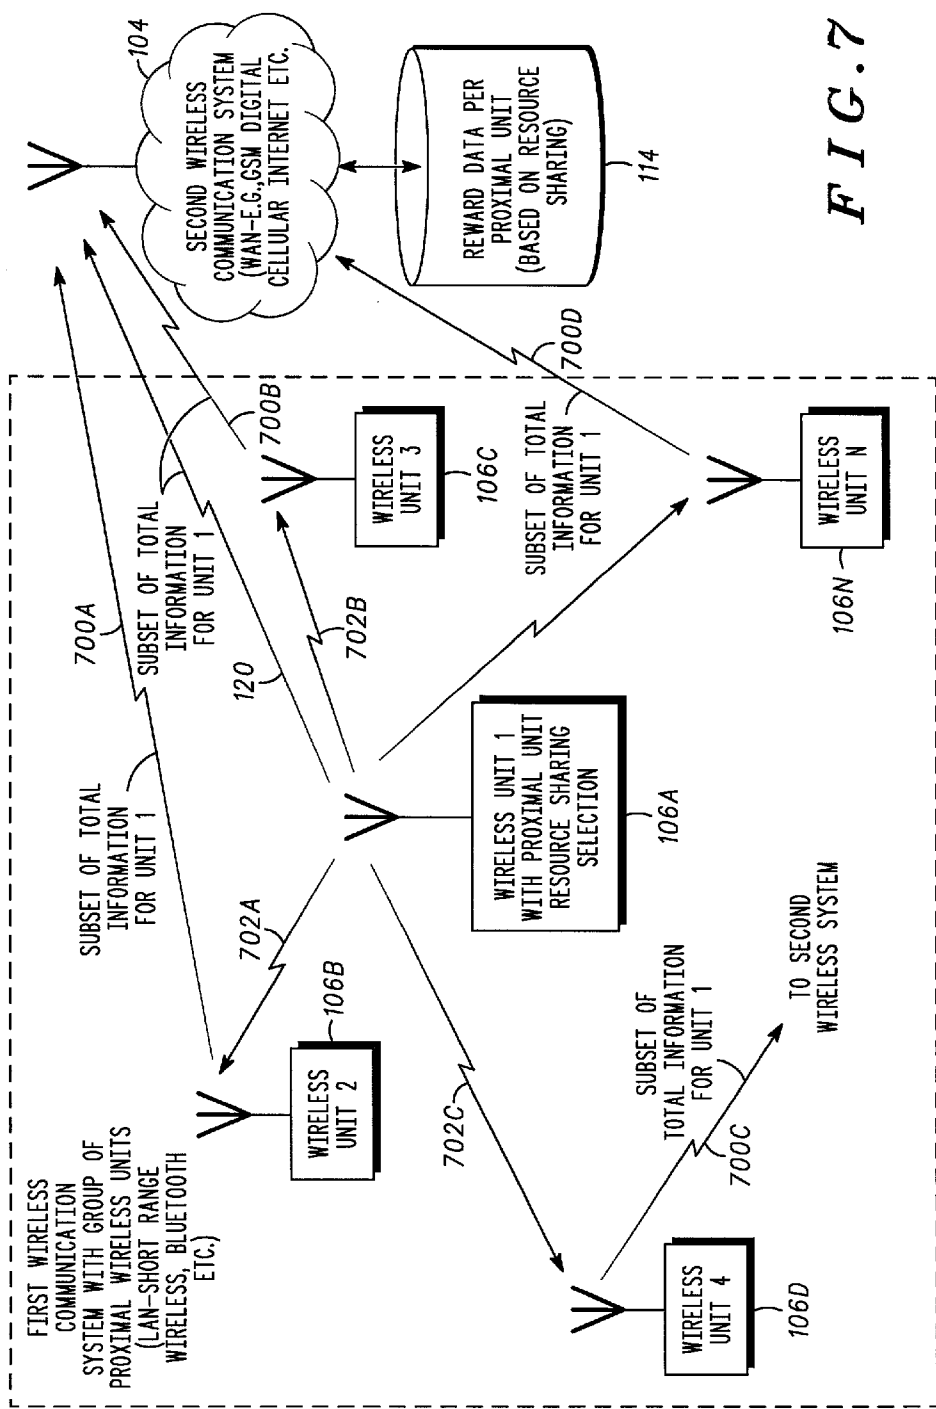 FIRST WIRELESS
COMMUNICATION
SYSTEM WITH GROUP OF
PROXIMAL WIRELESS UNITS
(LAN-SHORT RANGE
WIRELESS, BLUETOOTH
ETC.)
SUBSET OF TOTAL
INFORMATION
FOR UNIT 1
700A
SUBSET OF TOTAL
INFORMATION
FOR UNIT 1
120
700B
104
SECOND WIRELESS
COMMUNICATION SYSTEM
(WAN-E.G.,GSM DIGITAL
CELLULAR INTERNET ETC.
REWARD DATA PER
PROXIMAL UNIT
(BASED ON RESOURCE
SHARING)
114
WIRELESS
UNIT 2
106B
702A
702B
WIRELESS
UNIT 3
106C
SUBSET OF TOTAL
INFORMATION
FOR UNIT 1
700D
WIRELESS UNIT 1
WITH PROXIMAL UNIT
RESOURCE SHARING
SELECTION
106A
702C
WIRELESS
UNIT 4
106D
SUBSET OF
TOTAL INFORMATION
FOR UNIT 1
700C
TO SECOND
WIRELESS SYSTEM
WIRELESS
UNIT N
106N
FIG.7